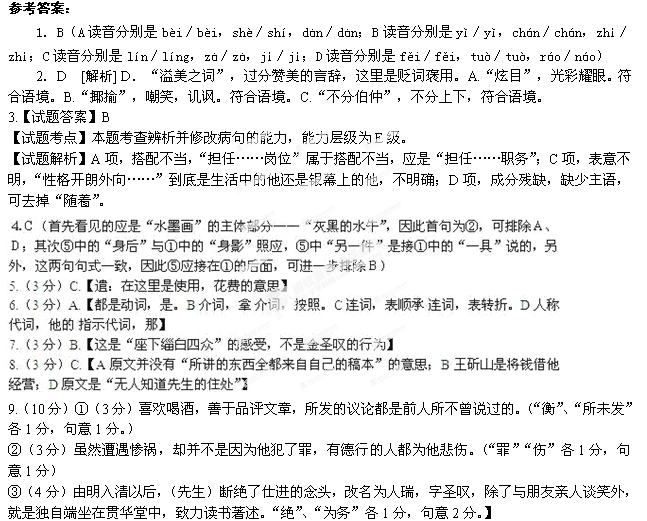 参考答案:
1. B（A读音分别是bèi／bèi，shè／shí，dàn／dàn；B读音分别是yì／yì，chán／chán，zhì／
zhì；C读音分别是lín／líng，zá／zá，jì／jì；D读音分别是fěi／fěi，tuò／tuò，ráo／náo）
2. D [解析] D. “溢美之词”，过分赞美的言辞，这里是贬词褒用。A.“炫目”，光彩耀眼。符
合语境。B.“揶揄”，嘲笑，讥讽。符合语境。C.“不分伯仲”，不分上下，符合语境。
3.【试题答案】B
【试题考点】本题考查辨析并修改病句的能力，能力层级为E级。
【试题解析】A项，搭配不当，“担任……岗位”属于搭配不当，应是“担任……职务”；C项，表意不
明，“性格开朗外向……”到底是生活中的他还是银幕上的他，不明确；D项，成分残缺，缺少主语，
可去掉“随着”。
4.C（首先看见的应是“水墨画”的主体部分——“灰黑的水牛”，因此首句为②，可排除A、
D；其次⑤中的“身后”与①中的“身影”照应，⑤中“另一件”是接①中的“一具”说的，另
外，这两句句式一致，因此⑤应接在①的后面，可进一步排除B）
5.（3分）C.【遣：在这里是使用，花费的意思】
6.（3分）A.【都是动词，是。B介词，拿 介词，按照。C连词，表顺承 连词，表转折。D人称
代词，他的 指示代词，那】
7.（3分）B.【这是“座下缁白四众”的感受，不是金圣叹的行为】
8.（3分）C.【A原文并没有“所讲的东西全都来自自己的稿本”的意思；B王斫山是将钱借他
经营；D原文是“无人知道先生的住处”】
9.（10分）①（3分）喜欢喝酒，善于品评文章，所发的议论都是前人所不曾说过的。（“衡”、“所未发”
各1分，句意1分。）
②（3分）虽然遭遇惨祸，却并不是因为他犯了罪，有德行的人都为他悲伤。（“罪”“伤”各1分，句
意1分）
③（4分）由明入清以后，（先生）断绝了仕进的念头，改名为人瑞，字圣叹，除了与朋友亲人谈笑外，
就是独自端坐在贯华堂中，致力读书著述。“绝”、“为务”各1分，句意2分。】